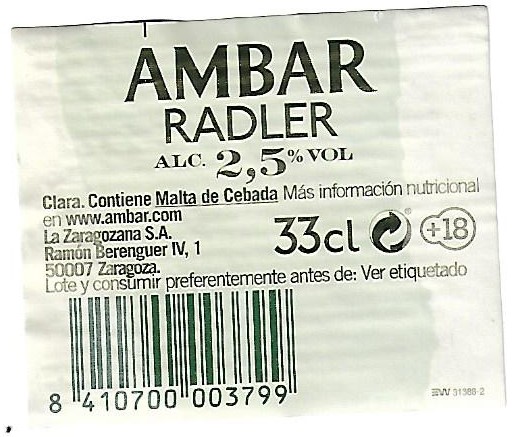 AMBAR
RADLER
ALC. 2,5% VOL
Clara. Contiene Malta de Cebada Más información nutricional
en www.ambar.com
La Zaragozana S.A.
Ramón Berenguer IV, 1
50007 Zaragoza.
33cl +18
Lote y consumir preferentemente antes de: Ver etiquetado
8 410700 003799
31388-2